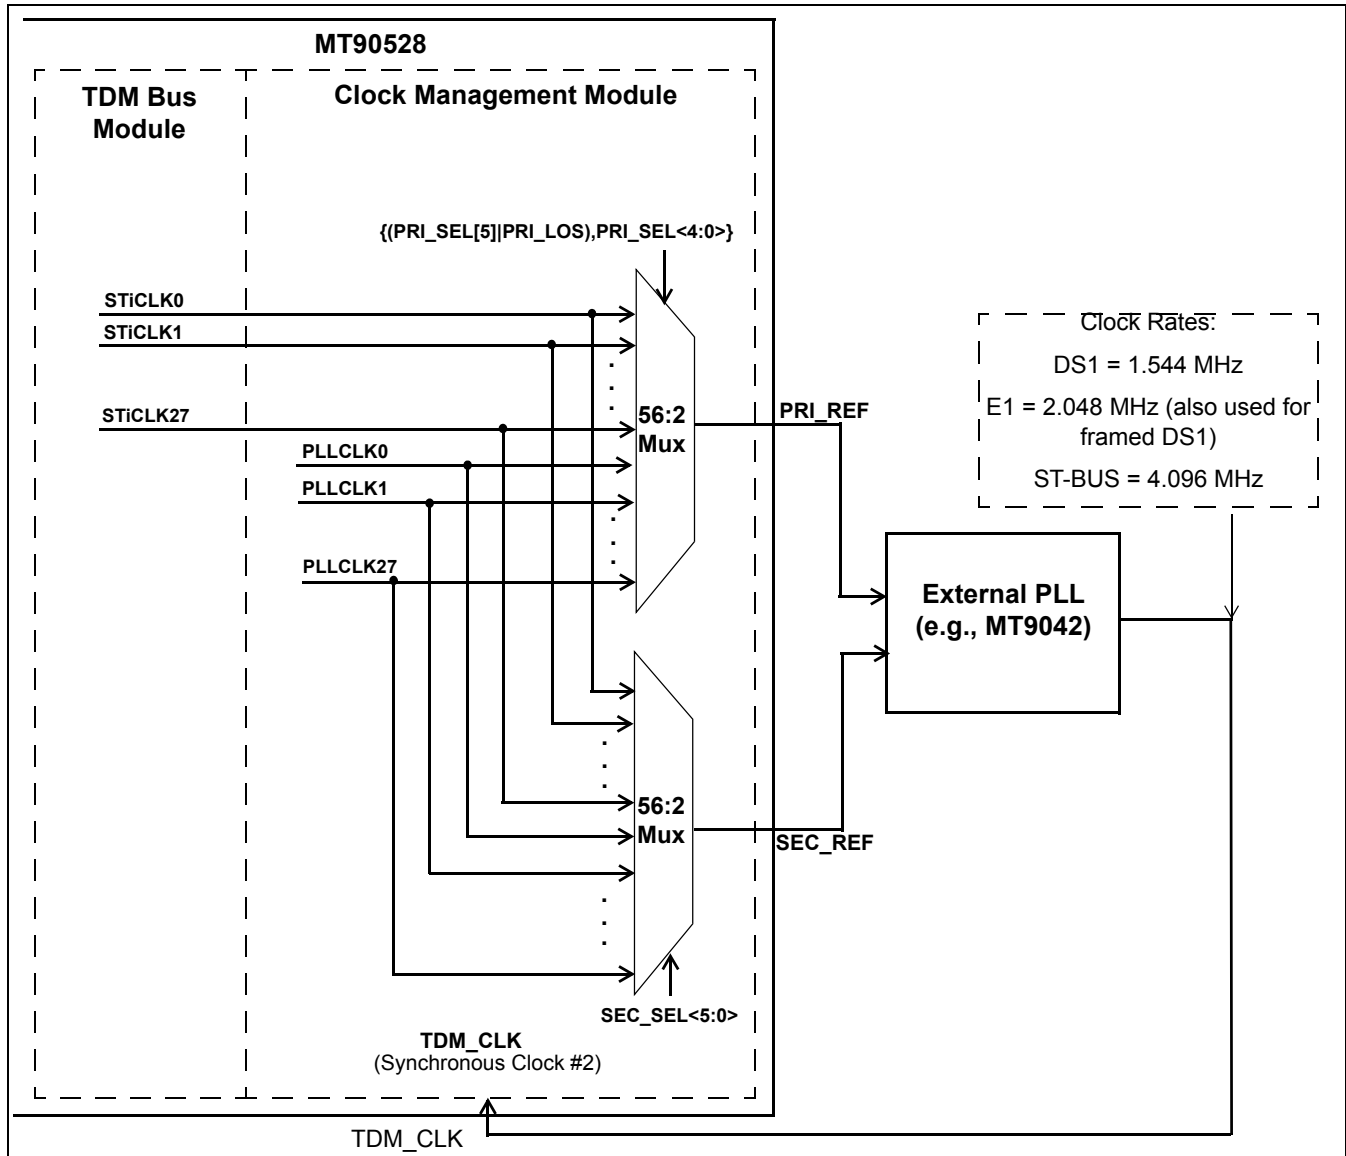 MT90528
TDM Bus
Module
Clock Management Module
{(PRI_SEL[5]|PRI_LOS),PRI_SEL<4:0>}
STiCLK0
STiCLK1
STiCLK27
PLLCLK0
PLLCLK1
PLLCLK27
56:2
Mux
PRI_REF
Clock Rates:
DS1 = 1.544 MHz
E1 = 2.048 MHz (also used for
framed DS1)
ST-BUS = 4.096 MHz
External PLL
(e.g., MT9042)
56:2
Mux
SEC_REF
SEC_SEL<5:0>
TDM_CLK
(Synchronous Clock #2)
TDM_CLK